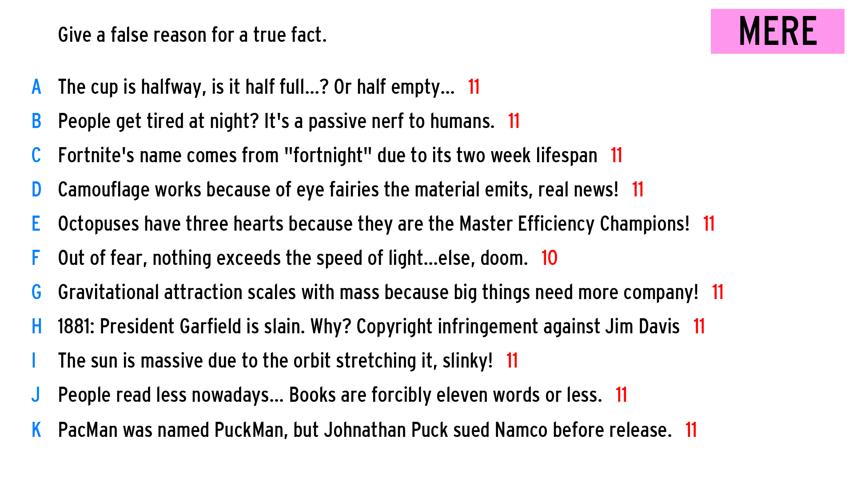 Give a false reason for a true fact.
MERE
A The cup is halfway, is it half full...? Or half empty... 11
B People get tired at night? It's a passive nerf to humans. 11
C Fortnite's name comes from "fortnight" due to its two week lifespan 11
D Camouflage works because of eye fairies the material emits, real news! 11
E Octopuses have three hearts because they are the Master Efficiency Champions! 11
F Out of fear, nothing exceeds the speed of light...else, doom. 10
G Gravitational attraction scales with mass because big things need more company! 11
H 1881: President Garfield is slain. Why? Copyright infringement against Jim Davis 11
I The sun is massive due to the orbit stretching it, slinky! 11
J People read less nowadays... Books are forcibly eleven words or less. 11
K PacMan was named PuckMan, but Johnathan Puck sued Namco before release. 11